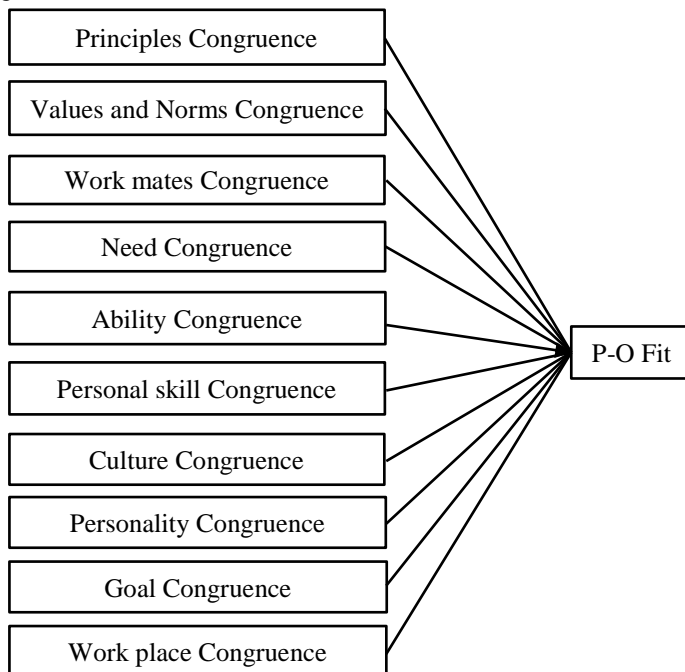 Principles Congruence
Values and Norms Congruence
Work mates Congruence
Need Congruence
Ability Congruence
P-O Fit
Personal skill Congruence
Culture Congruence
Personality Congruence
Goal Congruence
Work place Congruence